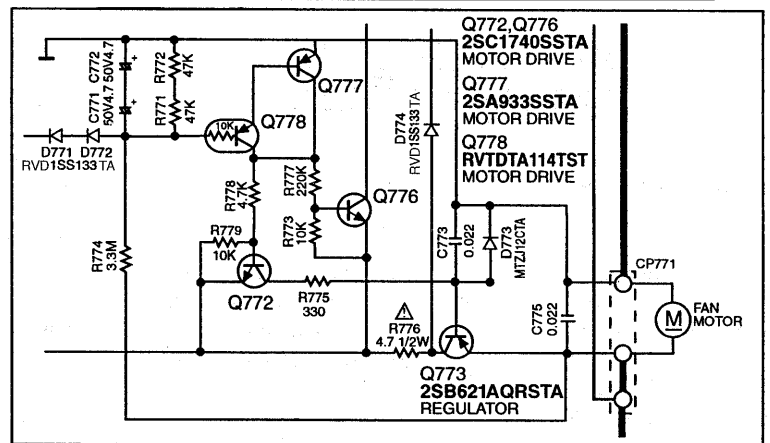 Q772,Q776
2SC1740SSTA
MOTOR DRIVE
Q777
2SA933SSTA
MOTOR DRIVE
Q778
RVTDTA114TST
MOTOR DRIVE
C772
50V4.7
C771
50V4.7
R772
47K
R771
47K
10K
Q778
Q777
D771 D772
RVD1SS133TA
D774
RVD1SS133TA
R778
4.7K
R777
220K
Q776
R774
3.3M
R779
10K
R773
10K
Q772
R775
330
C773
0.022
D773
MTZJ12CTA
C775
0.022
CP771
M
FAN
MOTOR
R776
4.7 1/2W
Q773
2SB621AQRSTA
REGULATOR